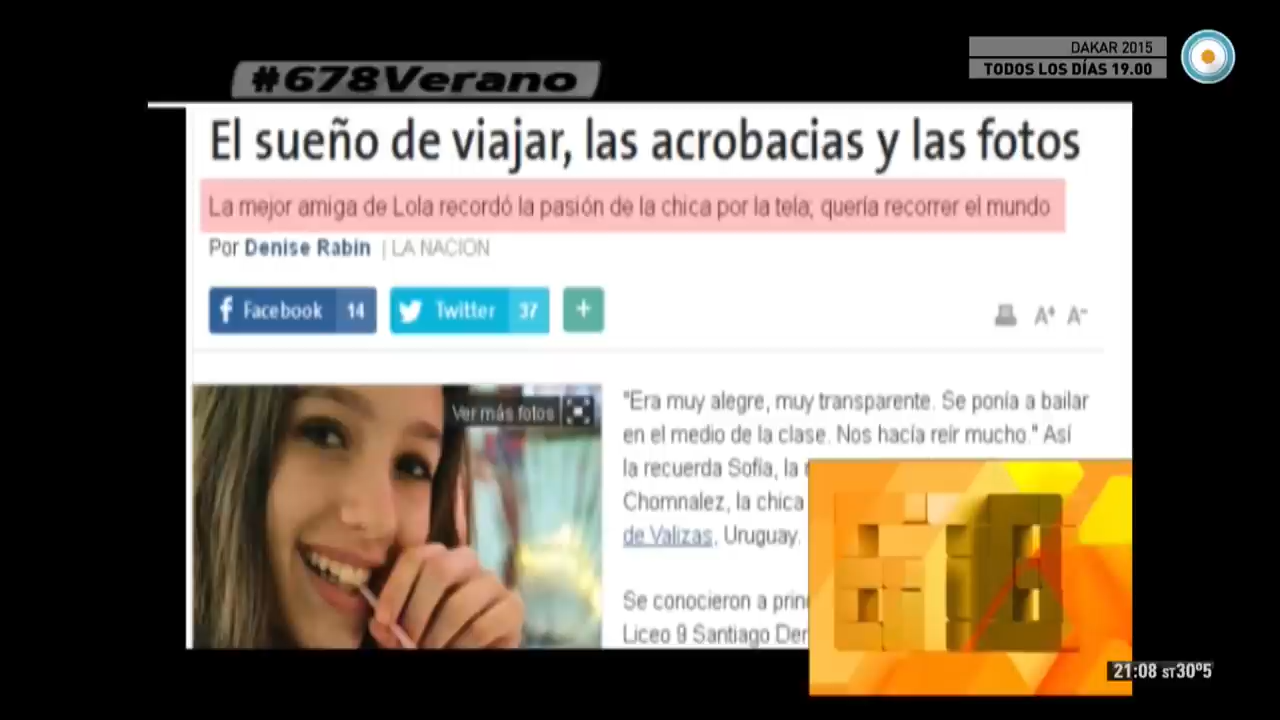 DAKAR 2015
TODOS LOS DÍAS 19.00
#678Verano
El sueño de viajar, las acrobacias y las fotos
La mejor amiga de Lola recordó la pasión de la chica por la tela; quería recorrer el mundo
Por Denise Rabin | LA NACION
Facebook 14 Twitter 37 +
A+ A-
Ver más fotos
"Era muy alegre, muy transparente. Se ponía a bailar
en el medio de la clase. Nos hacía reír mucho." Así
la recuerda Sofía, la
Chomnalez, la chica
de Valizas, Uruguay.
Se conocieron a prin
Liceo 9 Santiago Der
21:08 ST30º5